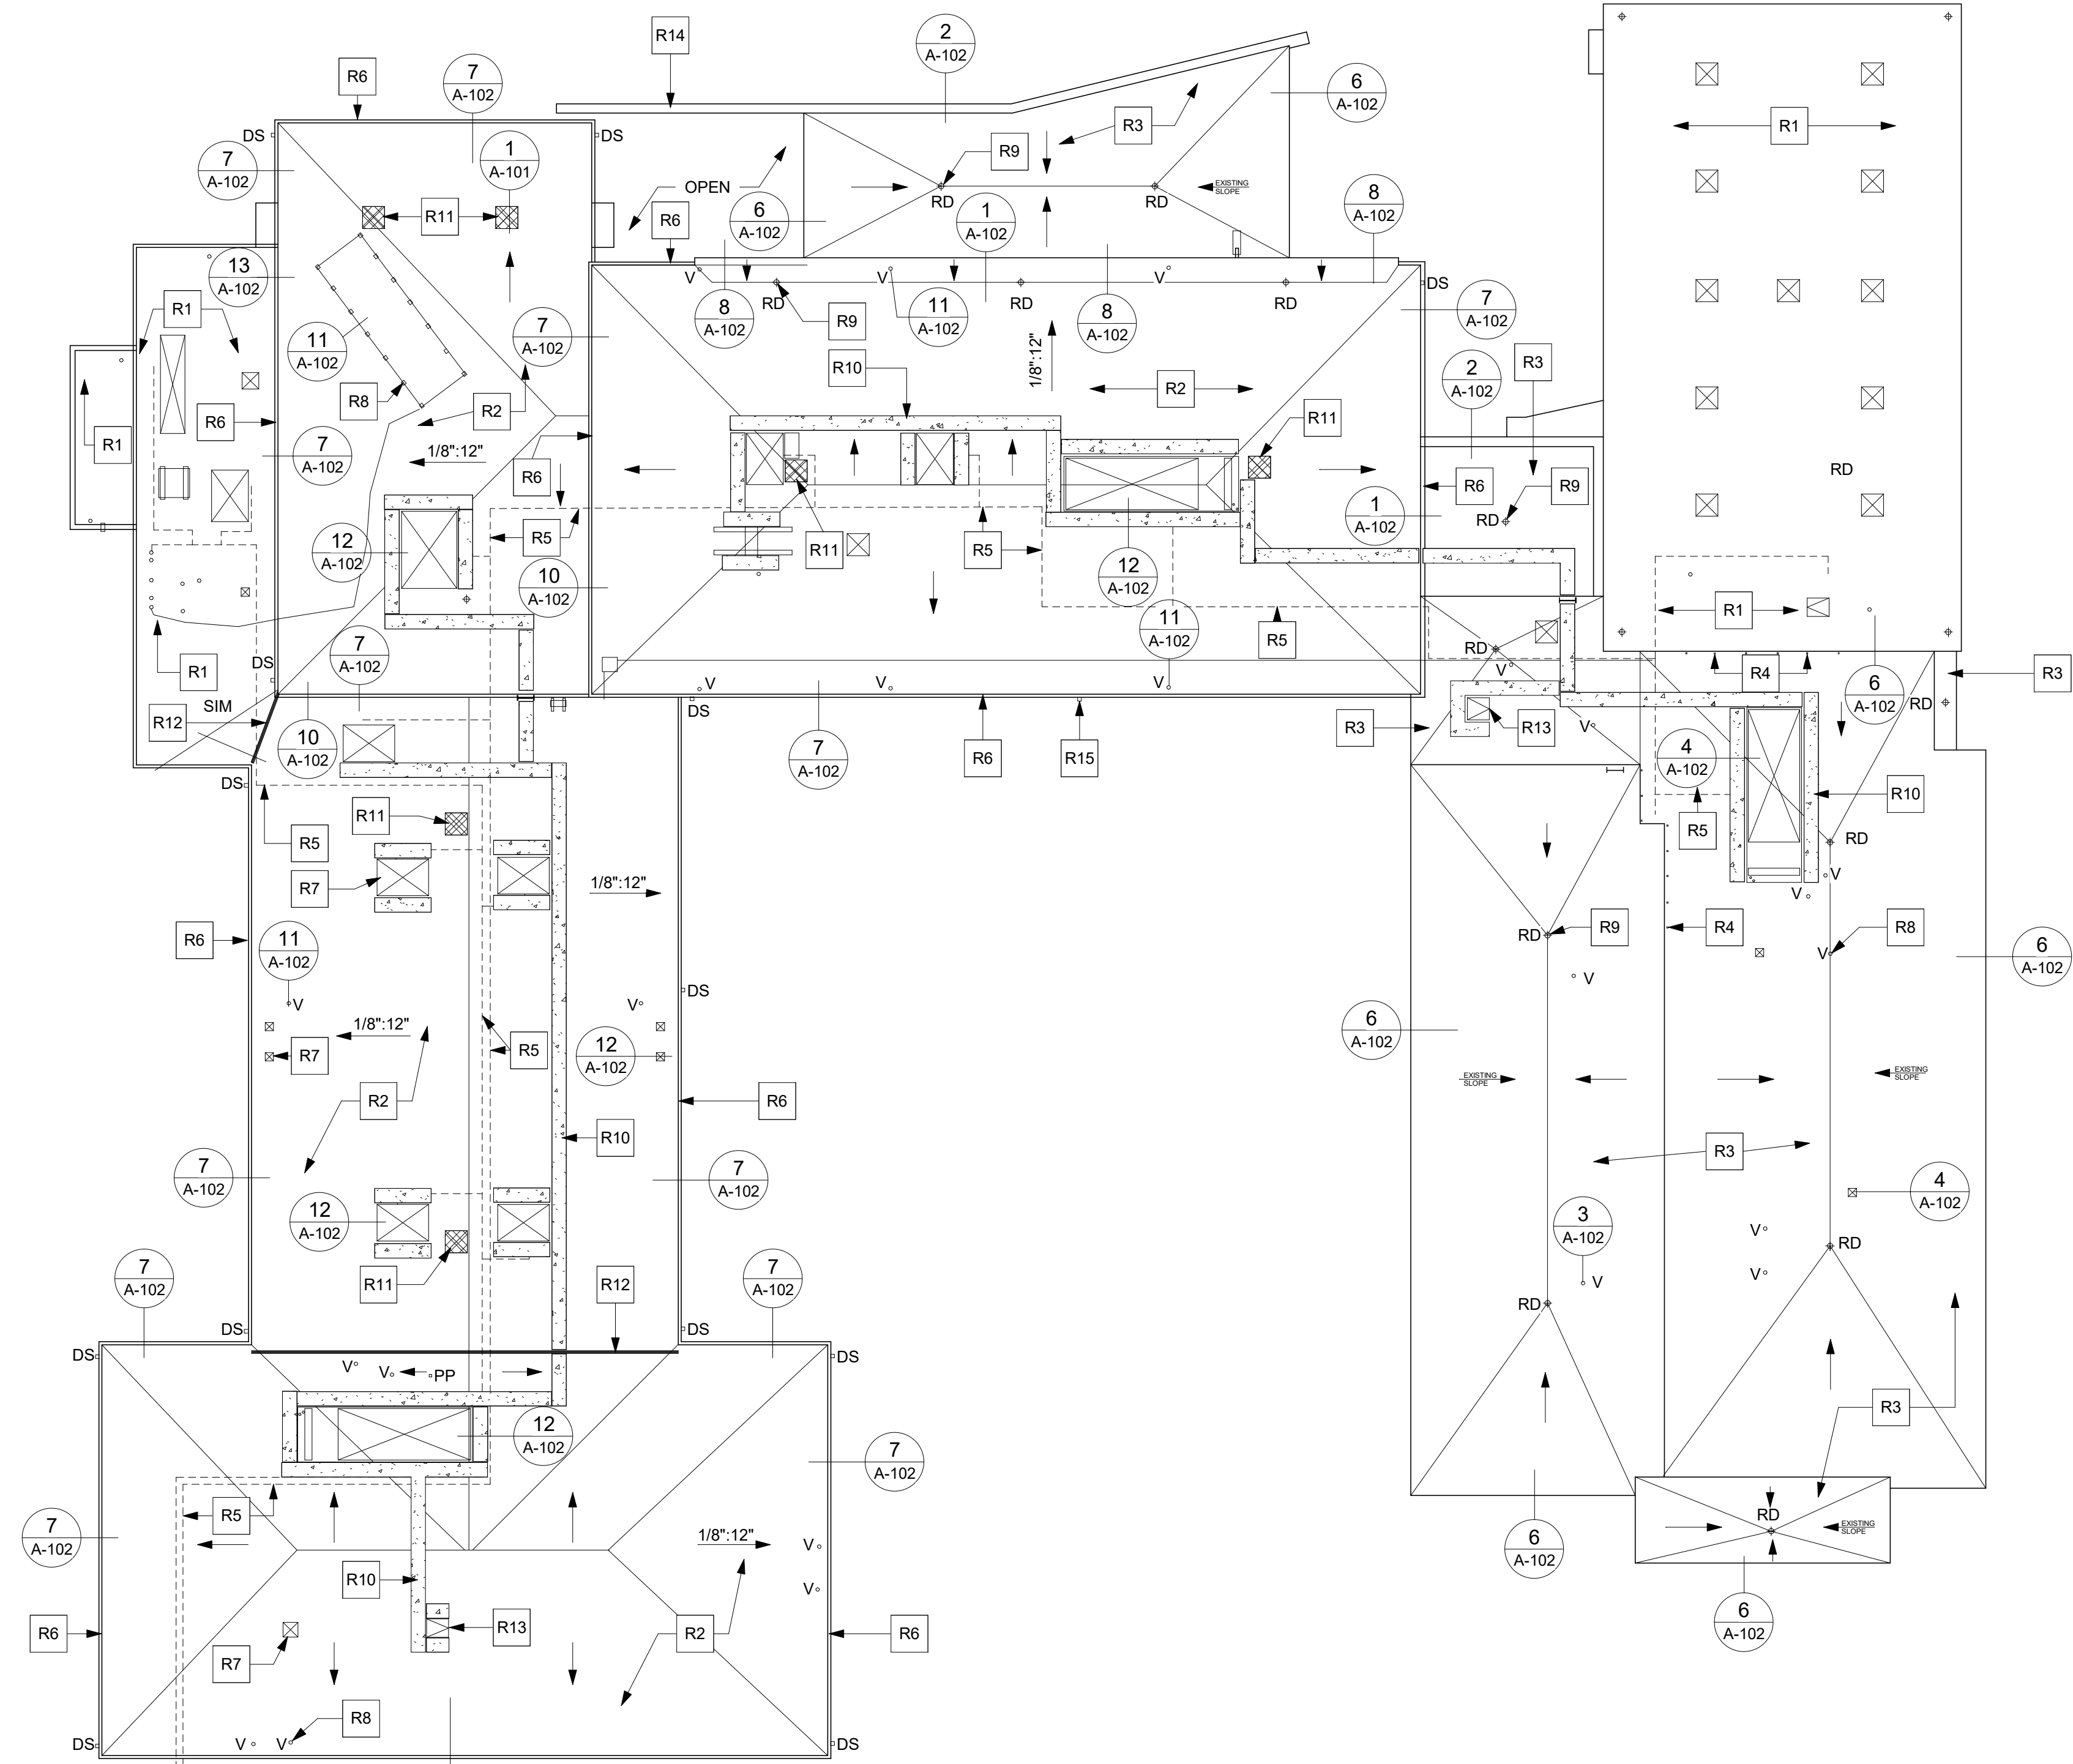 R14
2
A-102
R6
7
A-102
6
A-102
R3
R1
DS
DS
1
A-101
R9
7
A-102
OPEN
EXISTING
SLOPE
8
A-102
R11
6
A-102
RD
RD
1
A-102
R6
13
A-102
V
V
V
DS
R1
RD
RD
RD
7
A-102
11
A-102
7
A-102
8
A-102
R9
11
A-102
8
A-102
1/8":12"
R10
R2
2
A-102
R3
R8
R2
R11
R6
R1
7
A-102
1/8":12"
R6
R6
R9
RD
1
A-102
RD
12
A-102
R5
R11
R5
12
A-102
10
A-102
R1
11
A-102
R5
7
A-102
RD
R1
DS
V
R4
R3
V
V
V
6
A-102
RD
SIM
R12
DS
R3
R13
V
10
A-102
7
A-102
R6
R15
4
A-102
DS
R10
R11
R5
R5
RD
1/8":12"
R7
V
V
R6
11
A-102
RD
R9
R4
R8
6
A-102
V
V
V
DS
V
1/8":12"
6
A-102
R7
R5
12
A-102
EXISTING
SLOPE
EXISTING
SLOPE
R2
R6
R10
R3
7
A-102
7
A-102
4
A-102
12
A-102
3
A-102
V
RD
7
A-102
R11
R12
7
A-102
V
V
RD
DS
DS
DS
V
V
PP
DS
R3
12
A-102
7
A-102
R5
7
A-102
1/8":12"
V
RD
EXISTING
SLOPE
6
A-102
R10
V
6
A-102
R6
R13
R2
R6
R7
R8
DS
V
V
DS